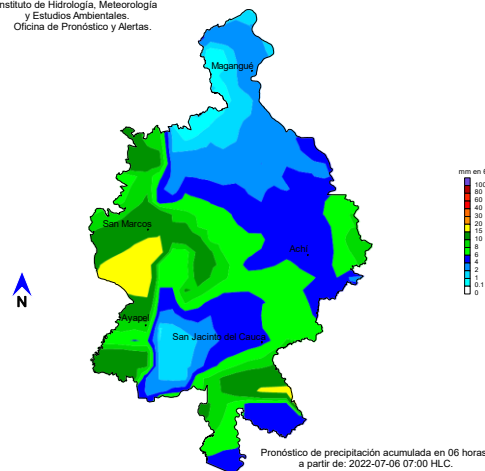 nstituto de Hidrología, Meteorología
y Estudios Ambientales.
Oficina de Pronóstico y Alertas.
Magangué
San Marcos
Achí
Ayapel
San Jacinto del Cauca
N
mm en 6
100
80
60
40
30
20
15
10
8
6
4
2
1
0.1
0
Pronóstico de precipitación acumulada en 06 horas
a partir de: 2022-07-06 07:00 HLC.